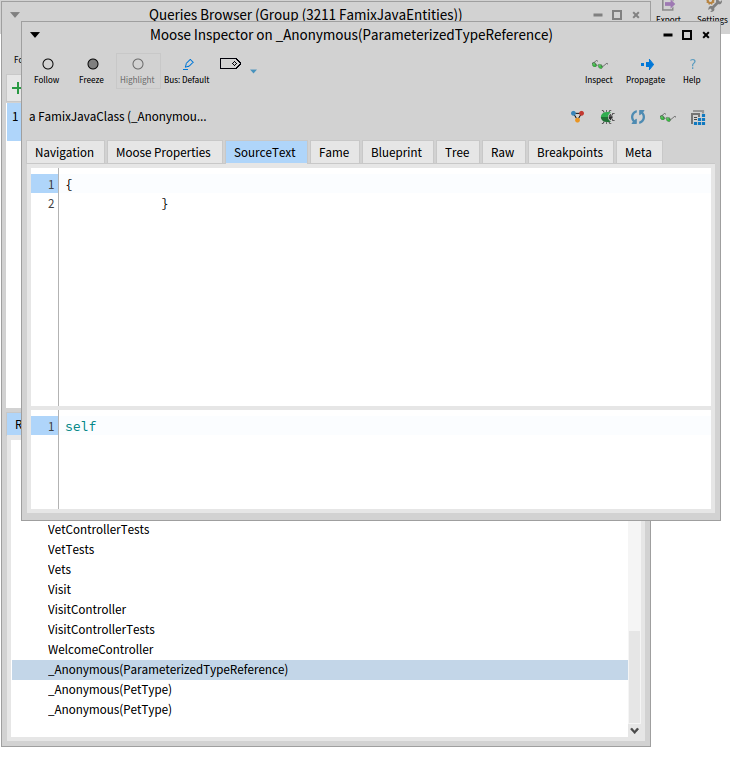 Queries Browser (Group (3211 FamixJavaEntities))
Export Settings
Moose Inspector on _Anonymous(ParameterizedTypeReference)
Follow Freeze Highlight Bus: Default Inspect Propagate Help
1 a FamixJavaClass (_Anonymou...
Navigation Moose Properties SourceText Fame Blueprint Tree Raw Breakpoints Meta
1 {
2 }
1 self
VetControllerTests
VetTests
Vets
Visit
VisitController
VisitControllerTests
WelcomeController
_Anonymous(ParameterizedTypeReference)
_Anonymous(PetType)
_Anonymous(PetType)